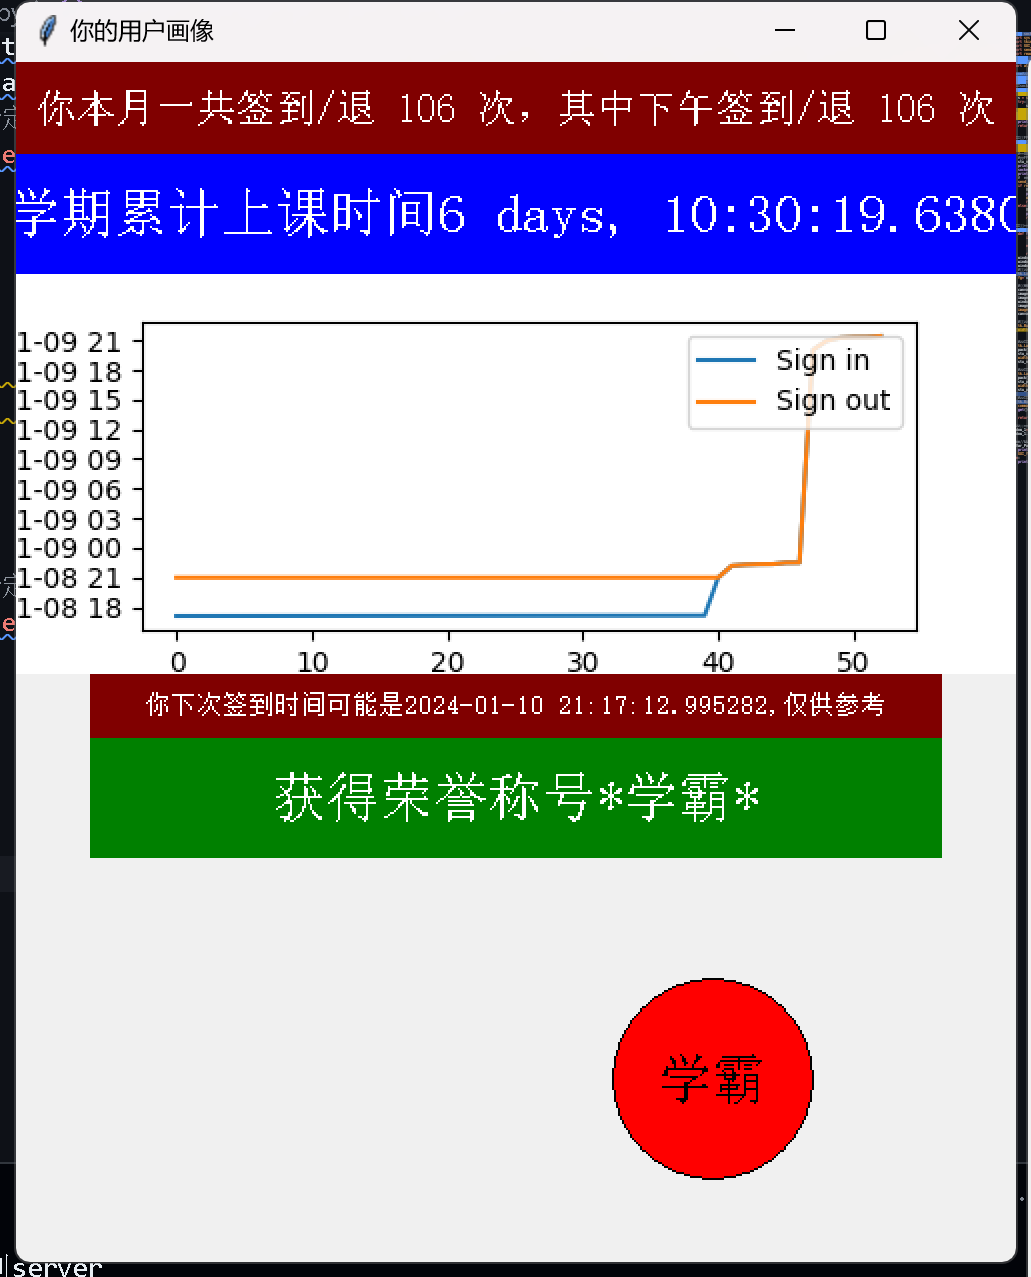 你的用户画像
你本月一共签到/退 106 次，其中下午签到/退 106 次
学期累计上课时间6 days, 10:30:19.6380
1-09 21
1-09 18
1-09 15
1-09 12
1-09 09
1-09 06
1-09 03
1-09 00
1-08 21
1-08 18
Sign in
Sign out
0 10 20 30 40 50
你下次签到时间可能是2024-01-10 21:17:12.995282,仅供参考
获得荣誉称号*学霸*
学霸
server